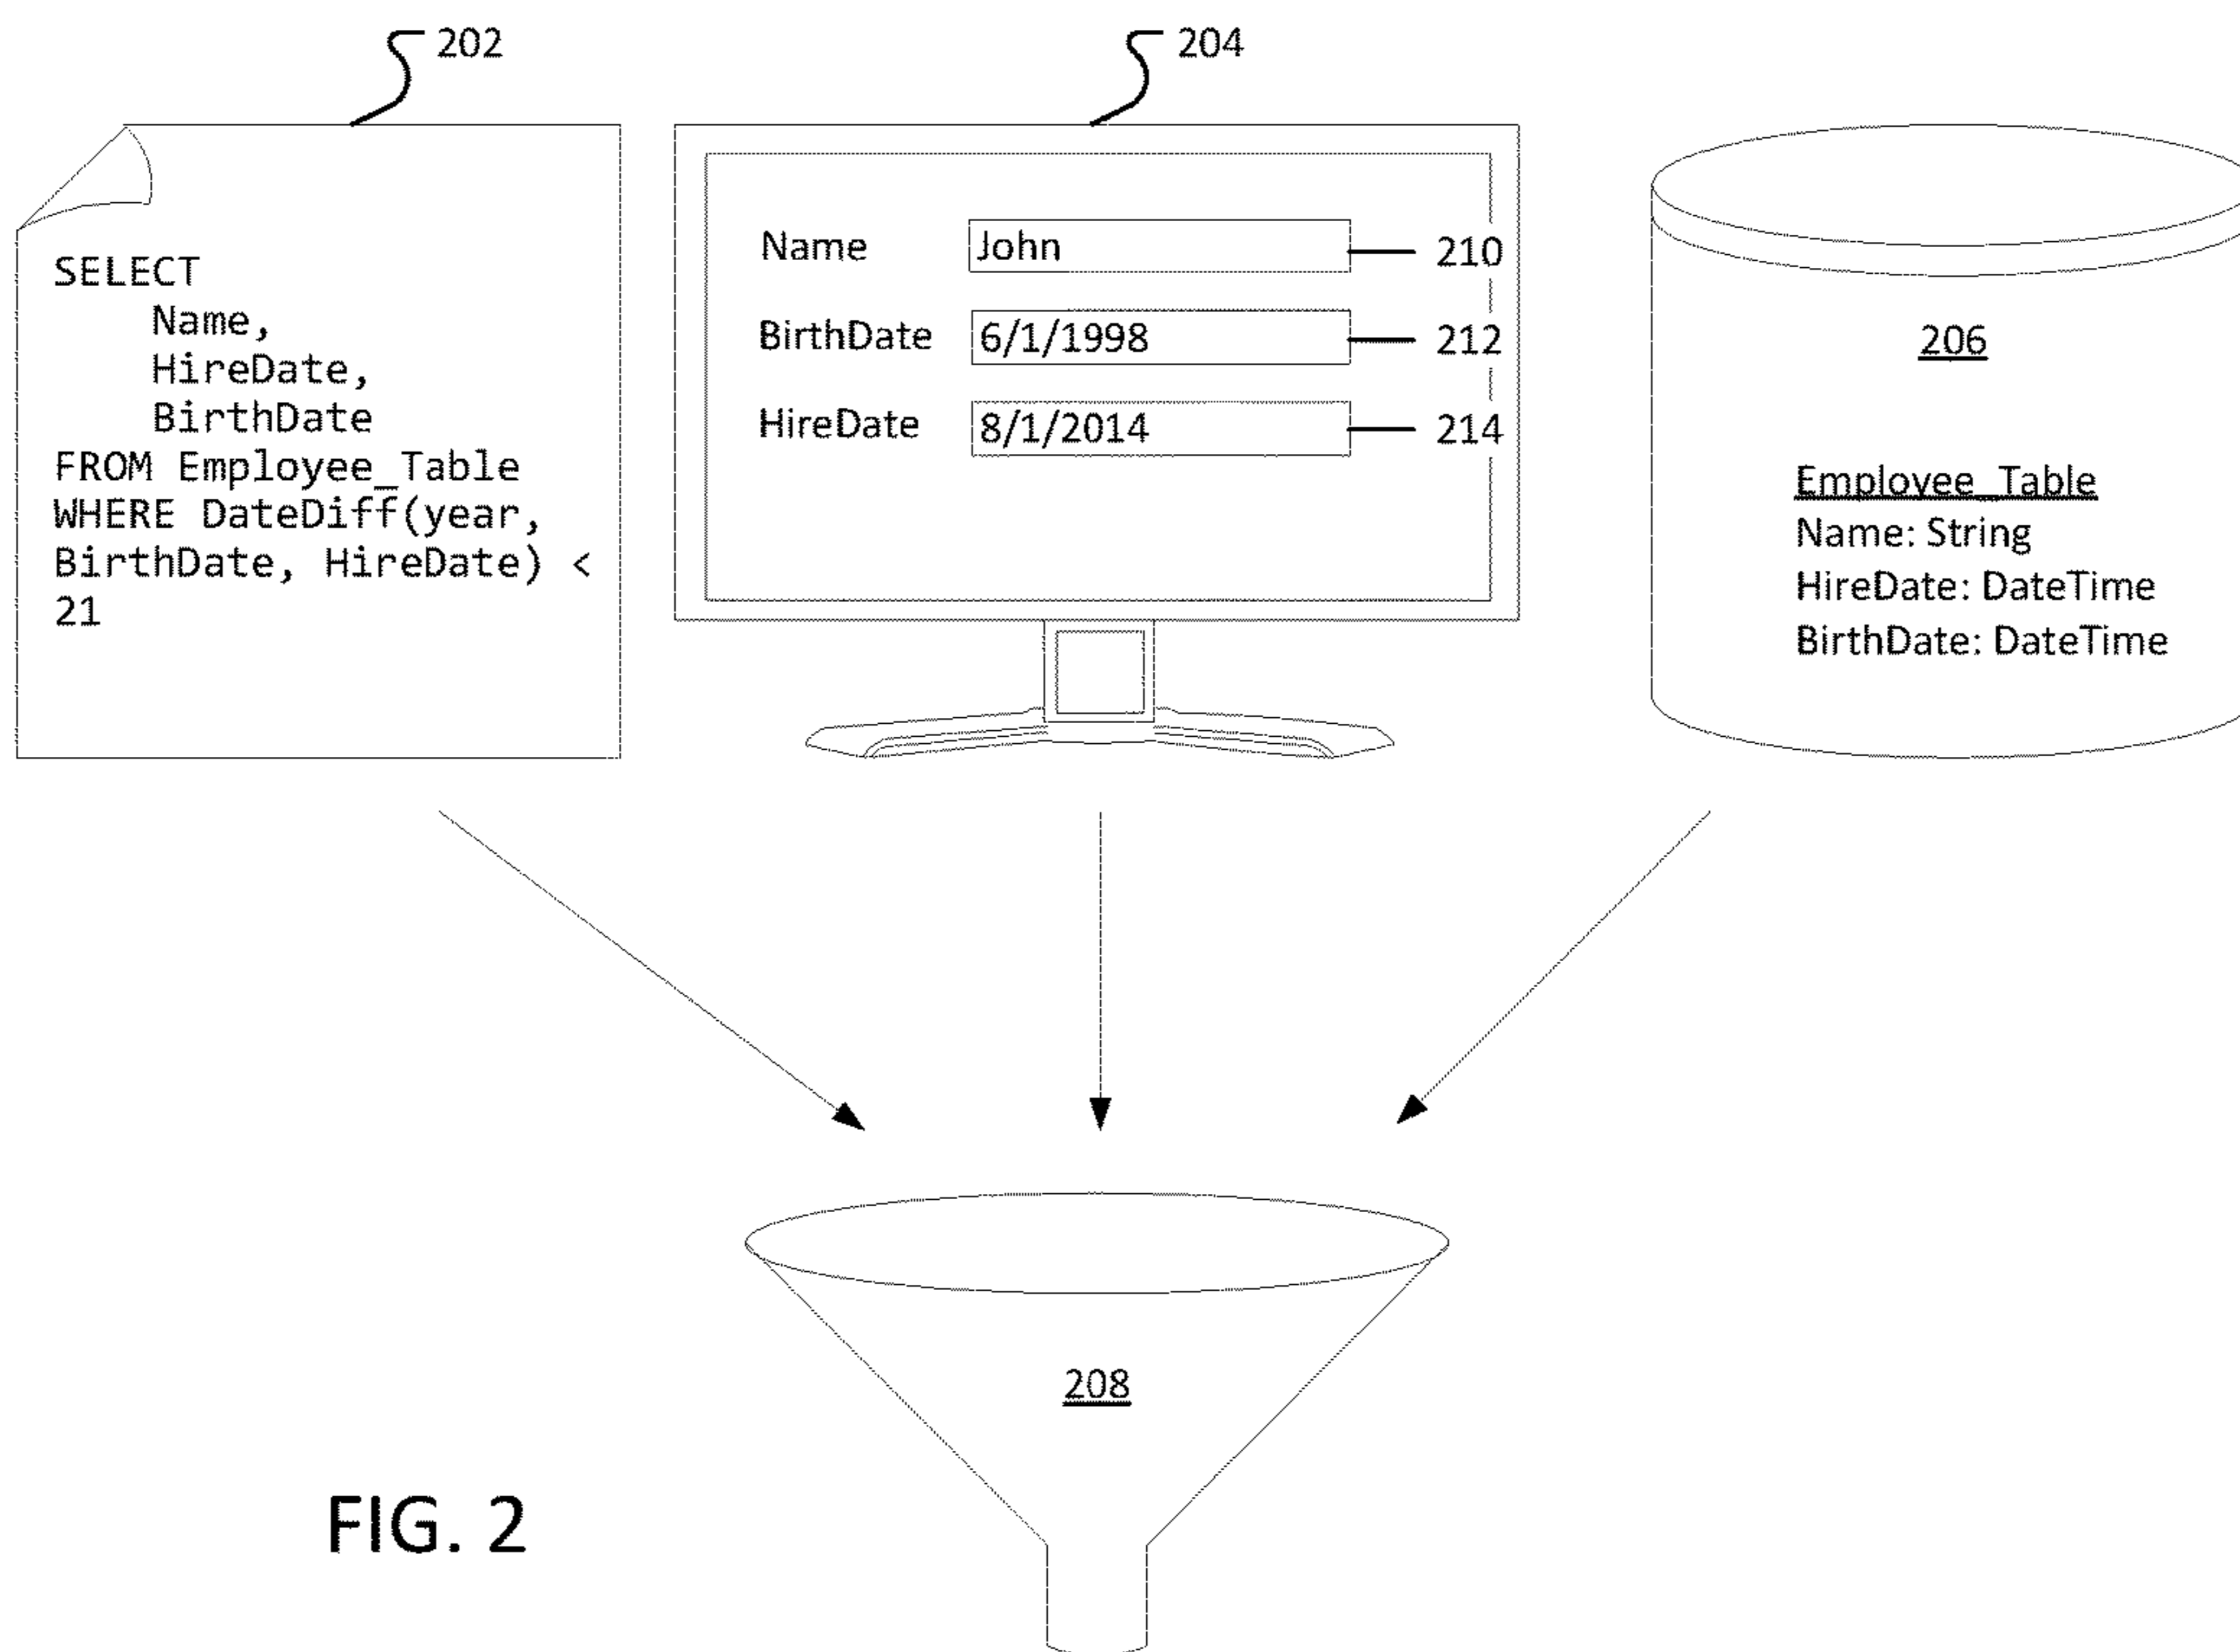 202
SELECT
Name,
HireDate,
BirthDate
FROM Employee_Table
WHERE DateDiff(year,
BirthDate, HireDate) <
21
204
Name John 210
BirthDate 6/1/1998 212
HireDate 8/1/2014 214
206
Employee_Table
Name: String
HireDate: DateTime
BirthDate: DateTime
208
FIG. 2